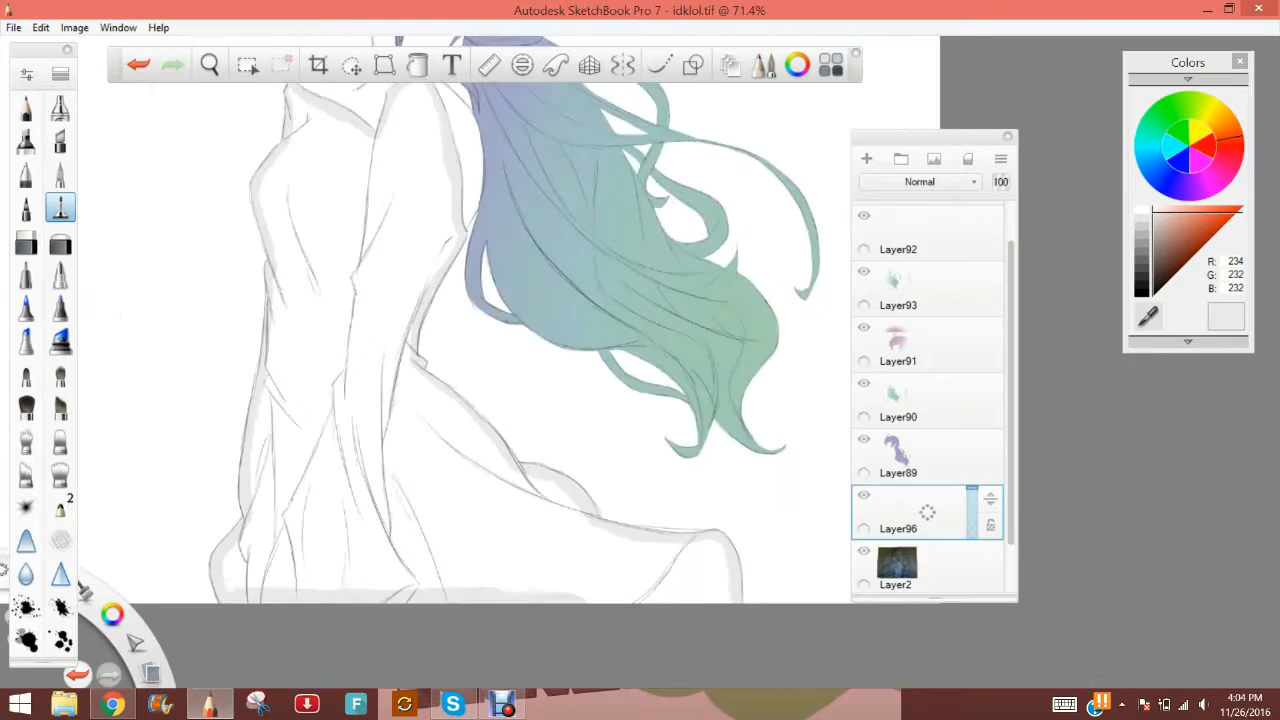 Autodesk SketchBook Pro 7 - idklol.tif @ 71.4%
File Edit Image Window Help
T
Colors
Normal 100
Layer92
Layer93
Layer91
Layer90
Layer89
Layer96
Layer2
R: 234
G: 232
B: 232
2
F
S
4:04 PM
11/26/2016